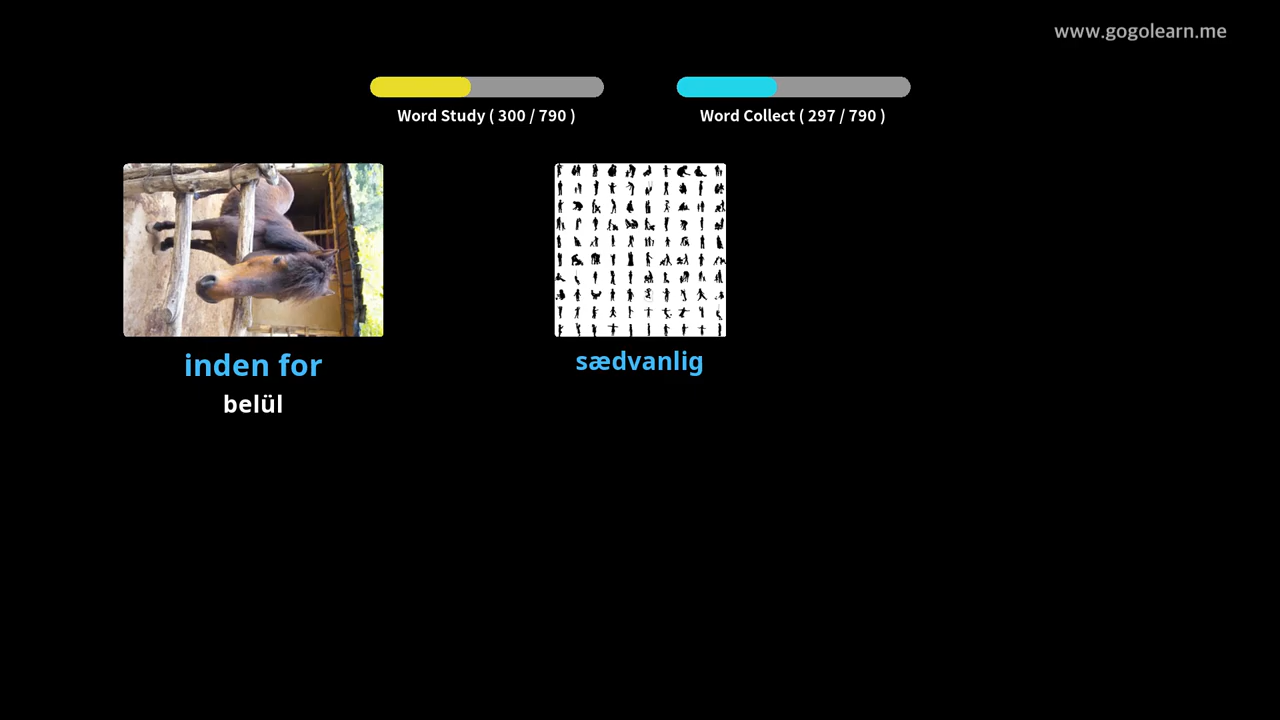 www.gogolearn.me
Word Study ( 300 / 790 )
Word Collect ( 297 / 790 )
inden for
belül
sædvanlig